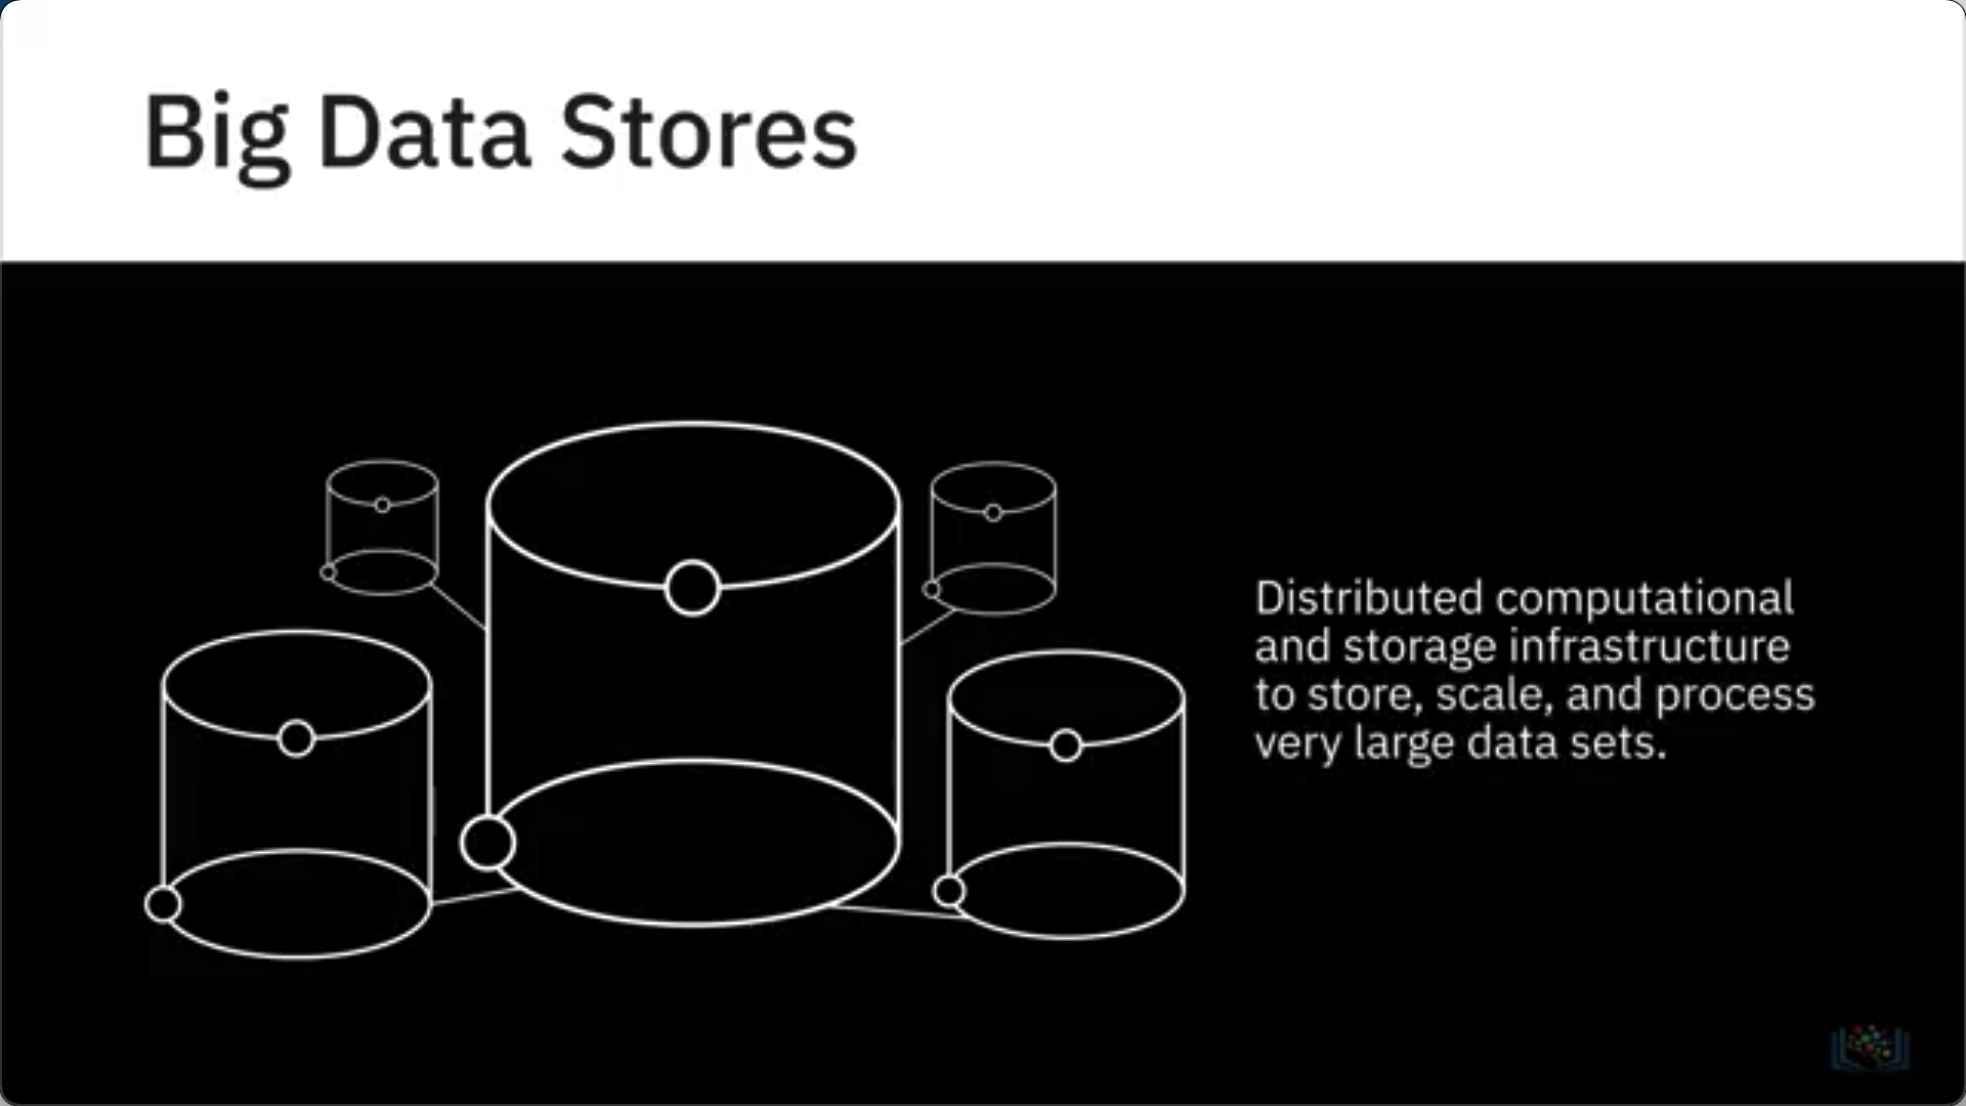 Big Data Stores
Distributed computational
and storage infrastructure
to store, scale, and process
very large data sets.